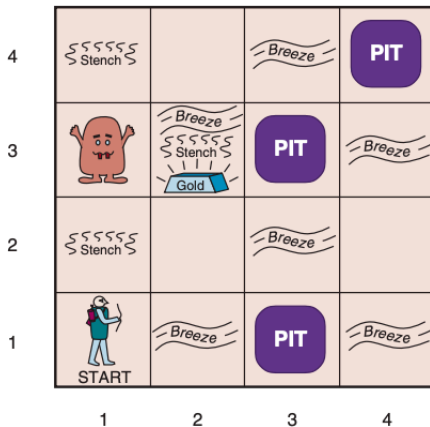 4
Stench
Breeze
PIT
3
Breeze
Stench
Gold
PIT
Breeze
2
Stench
Breeze
1
START
Breeze
PIT
Breeze
1 2 3 4